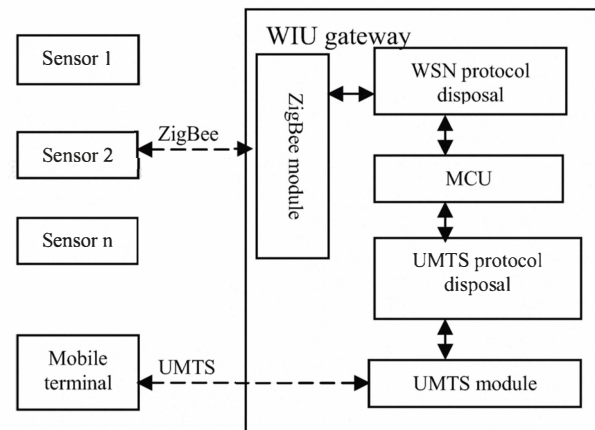 WIU gateway
Sensor 1
WSN protocol
disposal
ZigBee
ZigBee module
Sensor 2
MCU
Sensor n
UMTS protocol
disposal
Mobile
terminal
UMTS
UMTS module